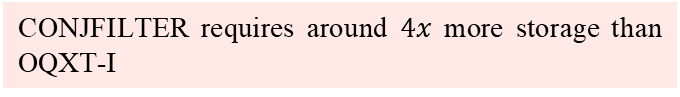 CONJFILTER requires around 4x more storage than
OQXT-I